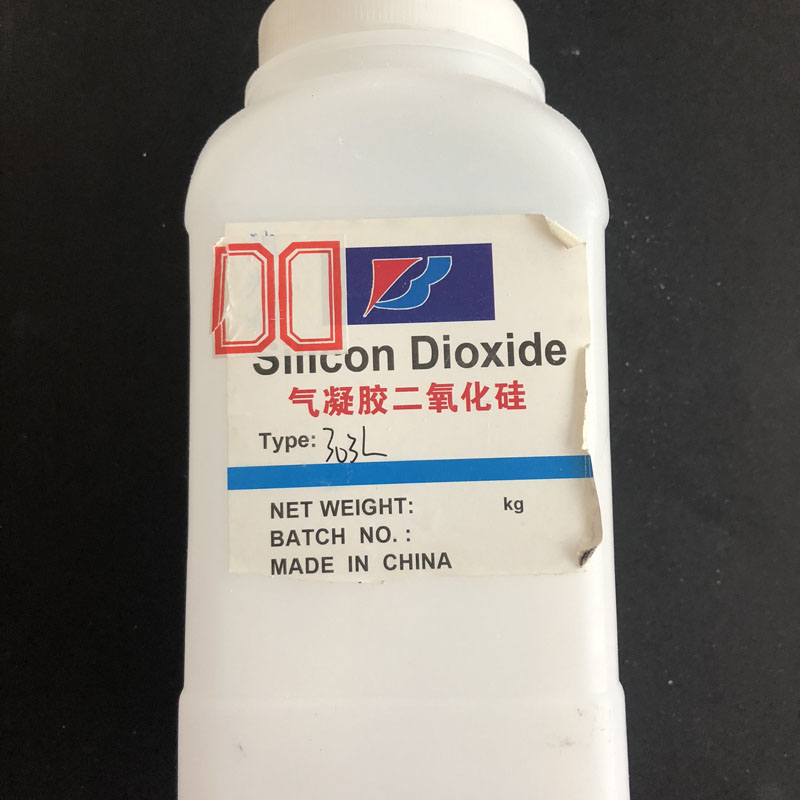 Silicon Dioxide
气凝胶二氧化硅
Type: 303L
NET WEIGHT: kg
BATCH NO. :
MADE IN CHINA